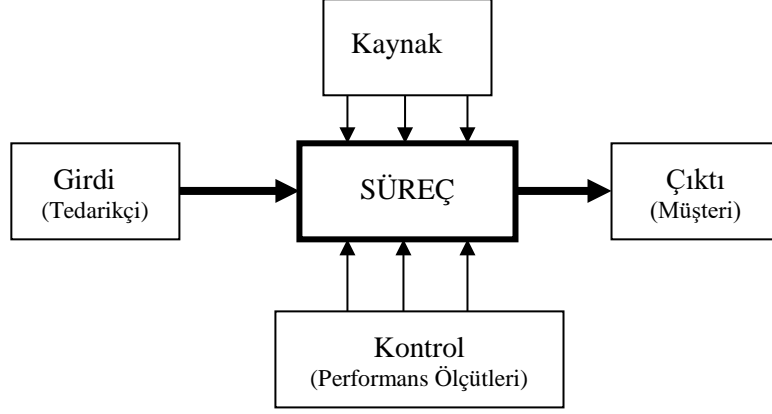 Kaynak
Girdi
(Tedarikçi)
SÜREÇ
Çıktı
(Müşteri)
Kontrol
(Performans Ölçütleri)